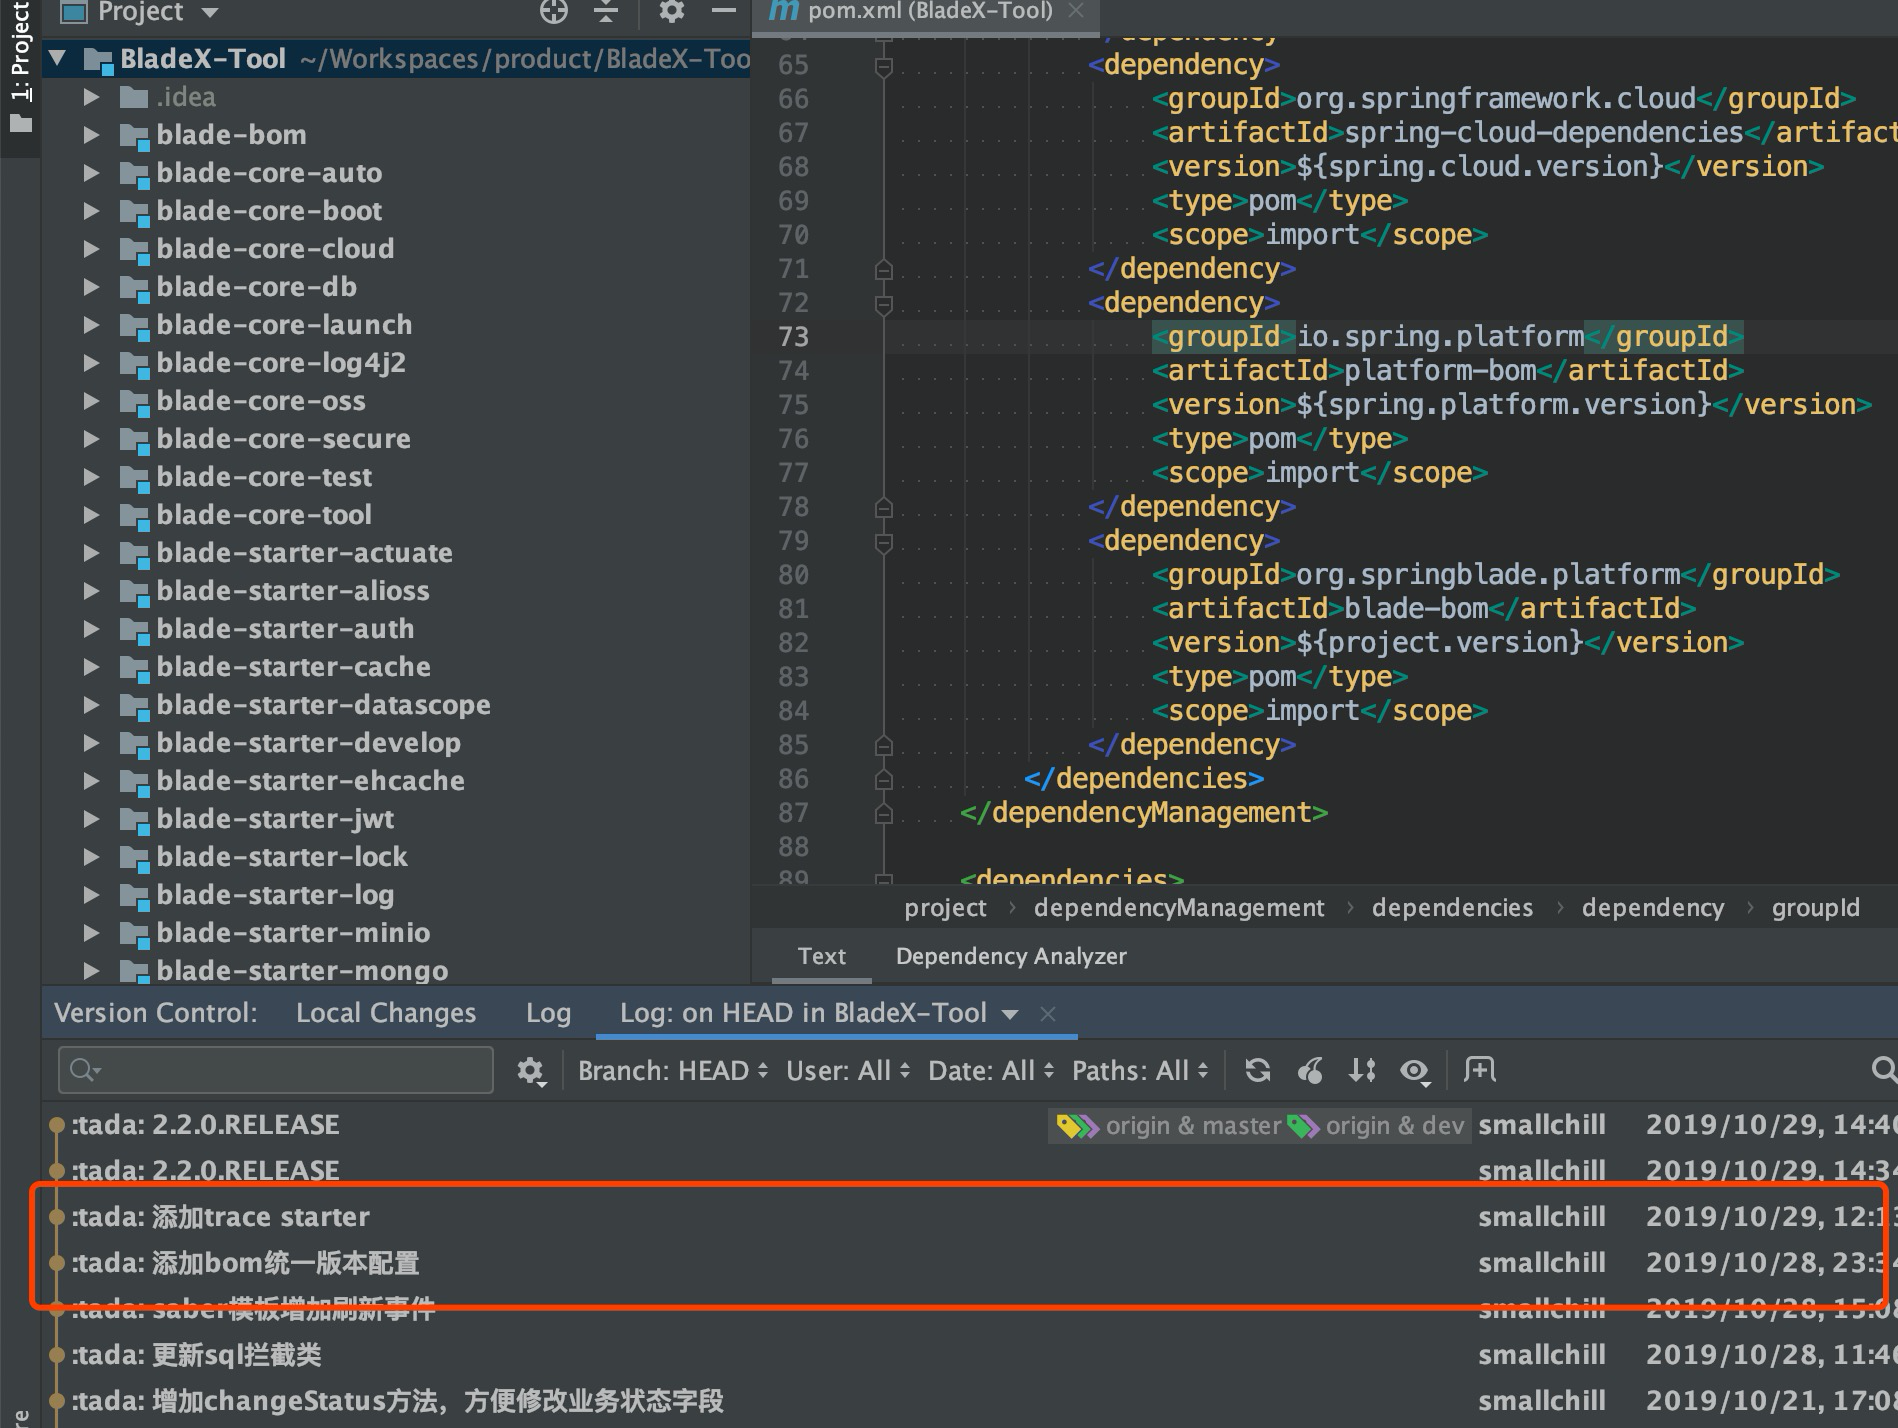 Project
pom.xml (BladeX-Tool)
1: Project
BladeX-Tool ~/Workspaces/product/BladeX-Too
.idea
blade-bom
blade-core-auto
blade-core-boot
blade-core-cloud
blade-core-db
blade-core-launch
blade-core-log4j2
blade-core-oss
blade-core-secure
blade-core-test
blade-core-tool
blade-starter-actuate
blade-starter-alioss
blade-starter-auth
blade-starter-cache
blade-starter-datascope
blade-starter-develop
blade-starter-ehcache
blade-starter-jwt
blade-starter-lock
blade-starter-log
blade-starter-minio
blade-starter-mongo
64 </dependency>
65 <dependency>
66 <groupId>org.springframework.cloud</groupId>
67 <artifactId>spring-cloud-dependencies</artifact
68 <version>${spring.cloud.version}</version>
69 <type>pom</type>
70 <scope>import</scope>
71 </dependency>
72 <dependency>
73 <groupId>io.spring.platform</groupId>
74 <artifactId>platform-bom</artifactId>
75 <version>${spring.platform.version}</version>
76 <type>pom</type>
77 <scope>import</scope>
78 </dependency>
79 <dependency>
80 <groupId>org.springblade.platform</groupId>
81 <artifactId>blade-bom</artifactId>
82 <version>${project.version}</version>
83 <type>pom</type>
84 <scope>import</scope>
85 </dependency>
86 </dependencies>
87 </dependencyManagement>
88
89 <dependencies>
project › dependencyManagement › dependencies › dependency › groupId
Text Dependency Analyzer
Version Control: Local Changes Log Log: on HEAD in BladeX-Tool
Branch: HEAD User: All Date: All Paths: All
:tada: 2.2.0.RELEASE origin & master origin & dev smallchill 2019/10/29, 14:40
:tada: 2.2.0.RELEASE smallchill 2019/10/29, 14:34
:tada: 添加trace starter smallchill 2019/10/29, 12:13
:tada: 添加bom统一版本配置 smallchill 2019/10/28, 23:34
:tada: saber模板增加刷新事件 smallchill 2019/10/28, 15:08
:tada: 更新sql拦截类 smallchill 2019/10/28, 11:40
:tada: 增加changeStatus方法，方便修改业务状态字段 smallchill 2019/10/21, 17:08
re